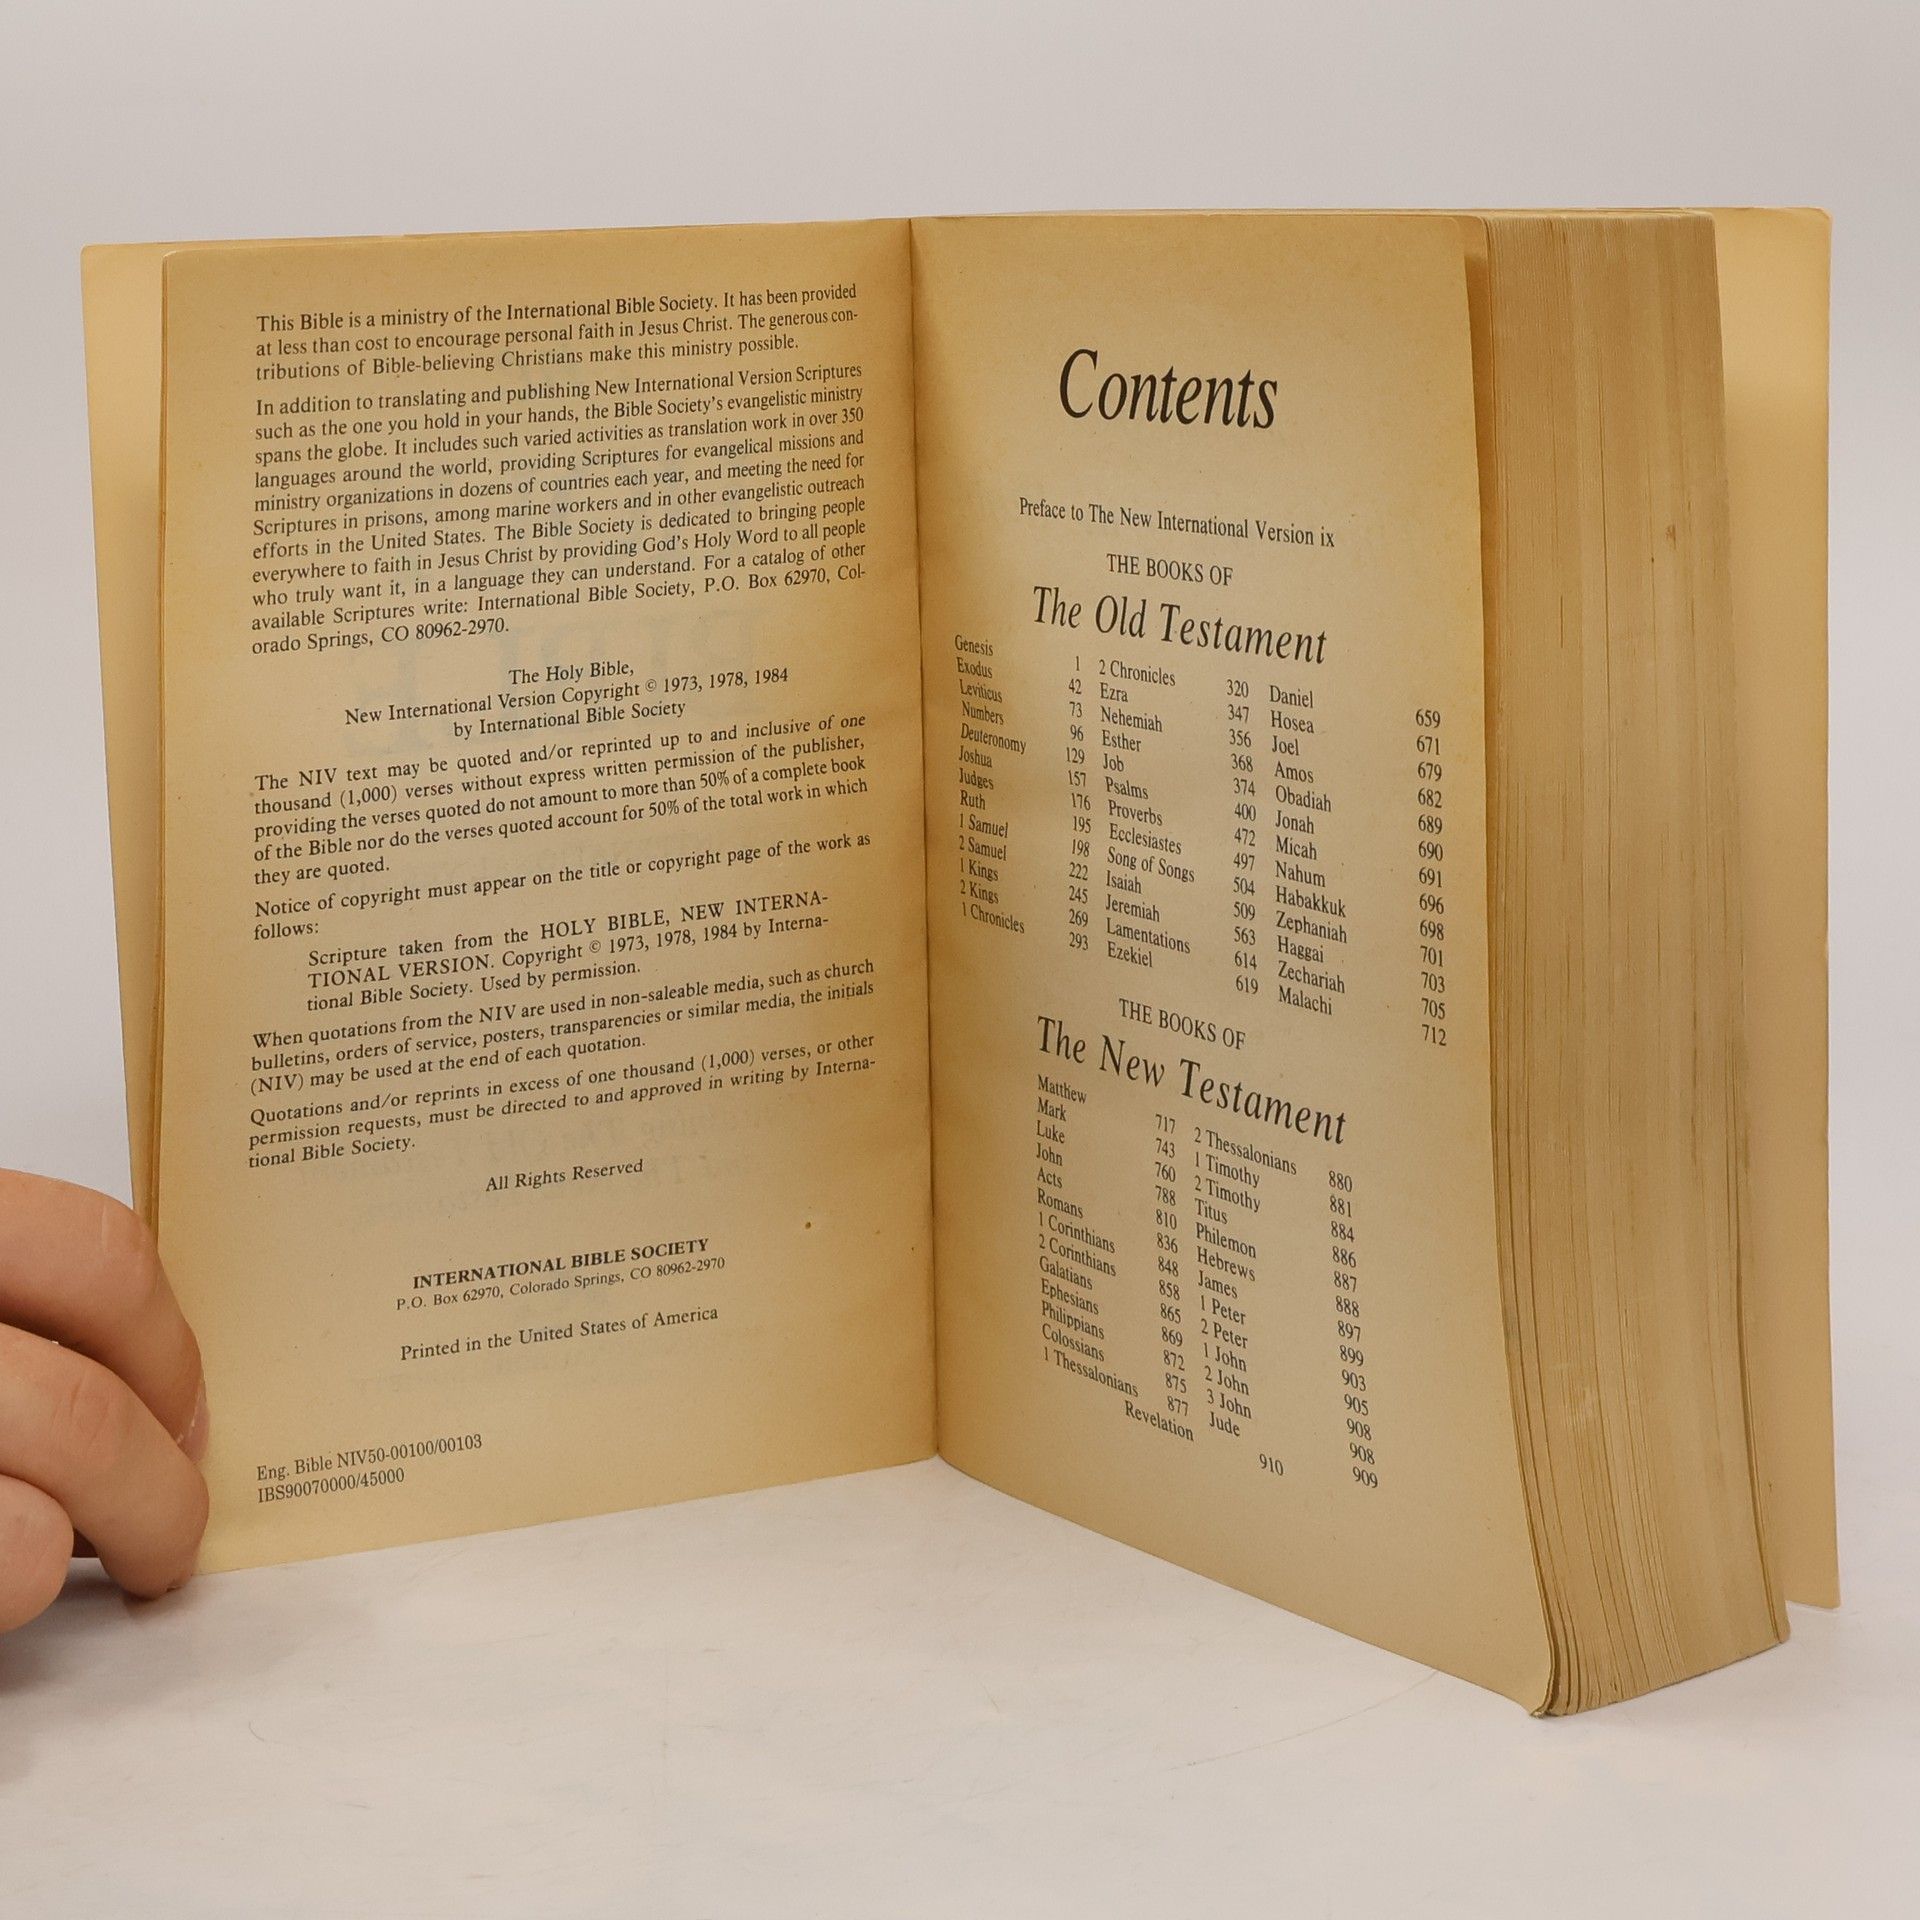 This Bible is a ministry of the International Bible Society. It has been provided
at less than cost to encourage personal faith in Jesus Christ. The generous con-
tributions of Bible-believing Christians make this ministry possible.
In addition to translating and publishing New International Version Scriptures
such as the one you hold in your hands, the Bible Society's evangelistic ministry
spans the globe. It includes such varied activities as translation work in over 350
languages around the world, providing Scriptures for evangelical missions and
ministry organizations in dozens of countries each year, and meeting the need for
Scriptures in prisons, among marine workers and in other evangelistic outreach
efforts in the United States. The Bible Society is dedicated to bringing people
everywhere to faith in Jesus Christ by providing God's Holy Word to all people
who truly want it, in a language they can understand. For a catalog of other
available Scriptures write: International Bible Society, P.O. Box 62970, Col-
orado Springs, CO 80962-2970.
The Holy Bible,
New International Version Copyright © 1973, 1978, 1984
by International Bible Society
The NIV text may be quoted and/or reprinted up to and inclusive of one
thousand (1,000) verses without express written permission of the publisher,
providing the verses quoted do not amount to more than 50% of a complete book
of the Bible nor do the verses quoted account for 50% of the total work in which
they are quoted.
Notice of copyright must appear on the title or copyright page of the work as
follows:
Scripture taken from the HOLY BIBLE, NEW INTERNA-
TIONAL VERSION. Copyright © 1973, 1978, 1984 by Interna-
tional Bible Society. Used by permission.
When quotations from the NIV are used in non-saleable media, such as church
bulletins, orders of service, posters, transparencies or similar media, the initials
(NIV) may be used at the end of each quotation.
Quotations and/or reprints in excess of one thousand (1,000) verses, or other
permission requests, must be directed to and approved in writing by Interna-
tional Bible Society.
All Rights Reserved
INTERNATIONAL BIBLE SOCIETY
P.O. Box 62970, Colorado Springs, CO 80962-2970
Printed in the United States of America
Eng. Bible NIV50-00100/00103
IBS90070000/45000
Contents
Preface to The New International Version ix
THE BOOKS OF
The Old Testament
Genesis 1 2 Chronicles 320 Daniel 659
Exodus 42 Ezra 347 Hosea 671
Leviticus 73 Nehemiah 356 Joel 679
Numbers 96 Esther 368 Amos 682
Deuteronomy 129 Job 374 Obadiah 689
Joshua 157 Psalms 400 Jonah 690
Judges 176 Proverbs 472 Micah 691
Ruth 195 Ecclesiastes 497 Nahum 696
1 Samuel 198 Song of Songs 504 Habakkuk 698
2 Samuel 222 Isaiah 509 Zephaniah 701
1 Kings 245 Jeremiah 563 Haggai 703
2 Kings 269 Lamentations 614 Zechariah 705
1 Chronicles 293 Ezekiel 619 Malachi 712
THE BOOKS OF
The New Testament
Matthew 717 2 Thessalonians 880
Mark 743 1 Timothy 881
Luke 760 2 Timothy 884
John 788 Titus 886
Acts 810 Philemon 887
Romans 836 Hebrews 888
1 Corinthians 848 James 897
2 Corinthians 858 1 Peter 899
Galatians 865 2 Peter 903
Ephesians 869 1 John 905
Philippians 872 2 John 908
Colossians 875 3 John 908
1 Thessalonians 877 Jude 909
Revelation 910